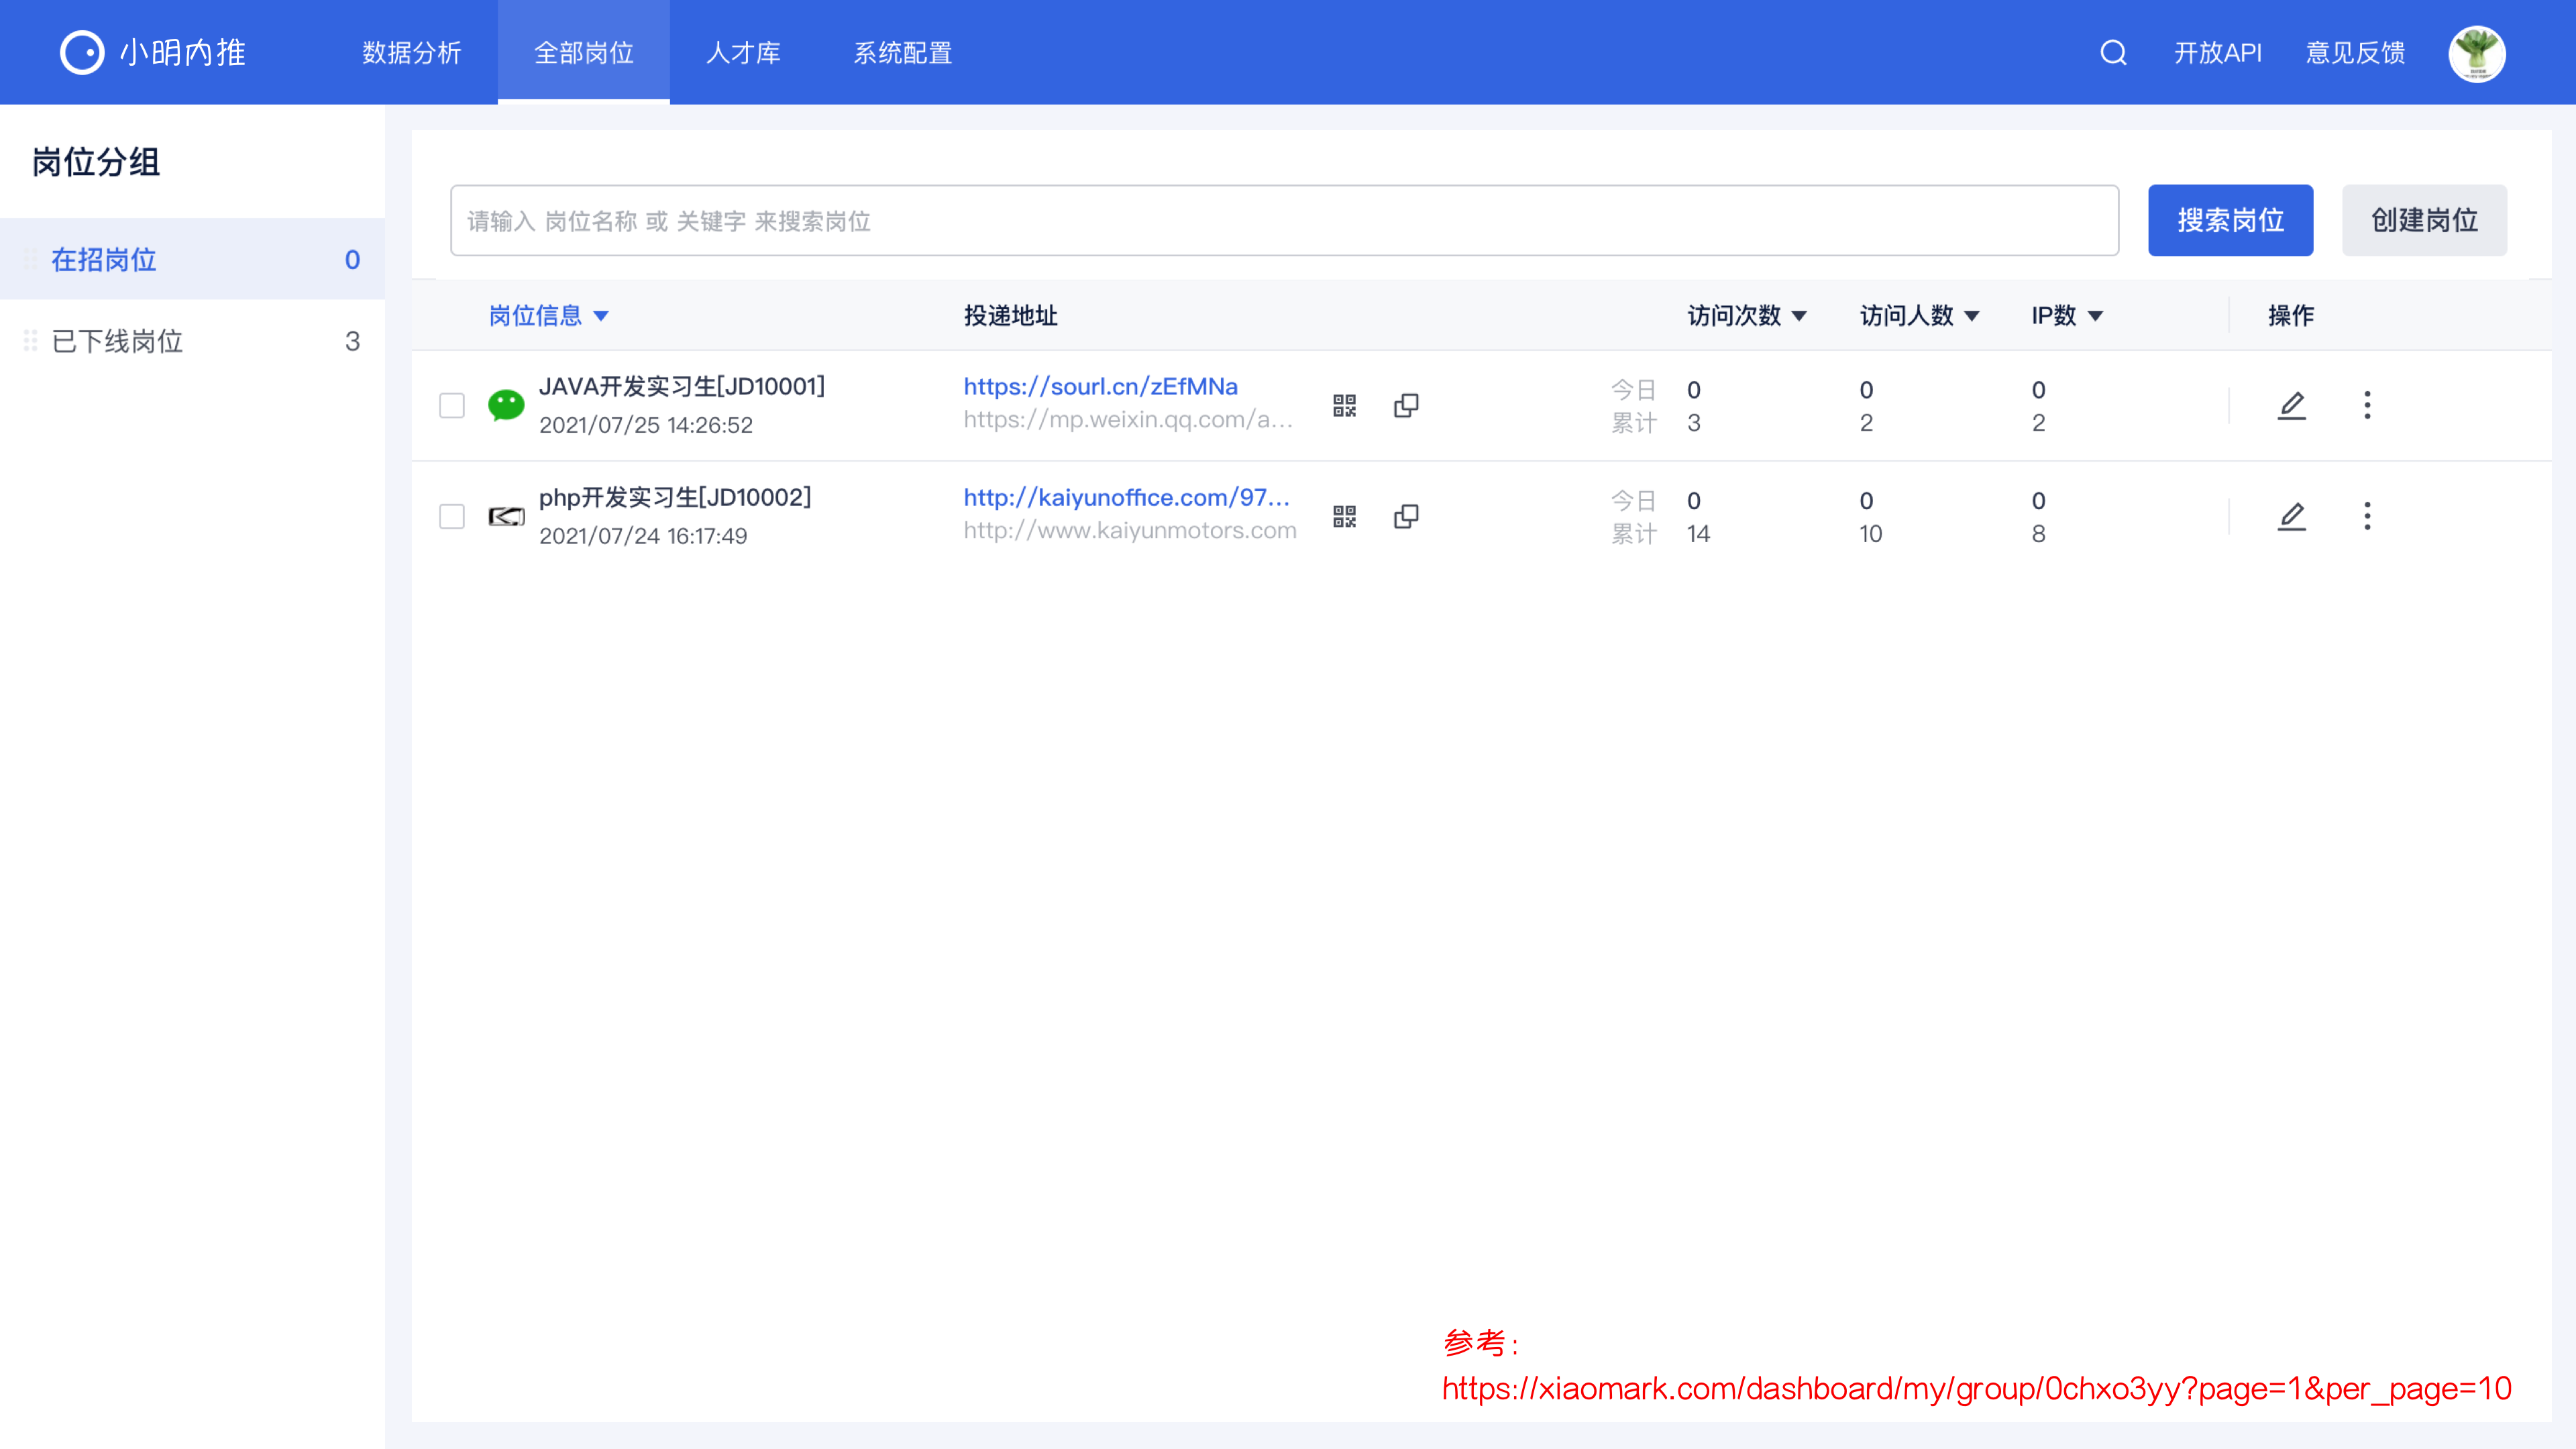 小明内推
数据分析
全部岗位
人才库
系统配置
开放API
意见反馈
岗位分组
在招岗位 0
已下线岗位 3
请输入 岗位名称 或 关键字 来搜索岗位
搜索岗位
创建岗位
岗位信息 投递地址 访问次数 访问人数 IP数 操作
JAVA开发实习生[JD10001]
2021/07/25 14:26:52
https://sourl.cn/zEfMNa
https://mp.weixin.qq.com/a...
今日 0 0 0
累计 3 2 2
php开发实习生[JD10002]
2021/07/24 16:17:49
http://kaiyunoffice.com/97...
http://www.kaiyunmotors.com
今日 0 0 0
累计 14 10 8
参考：
https://xiaomark.com/dashboard/my/group/0chxo3yy?page=1&per_page=10